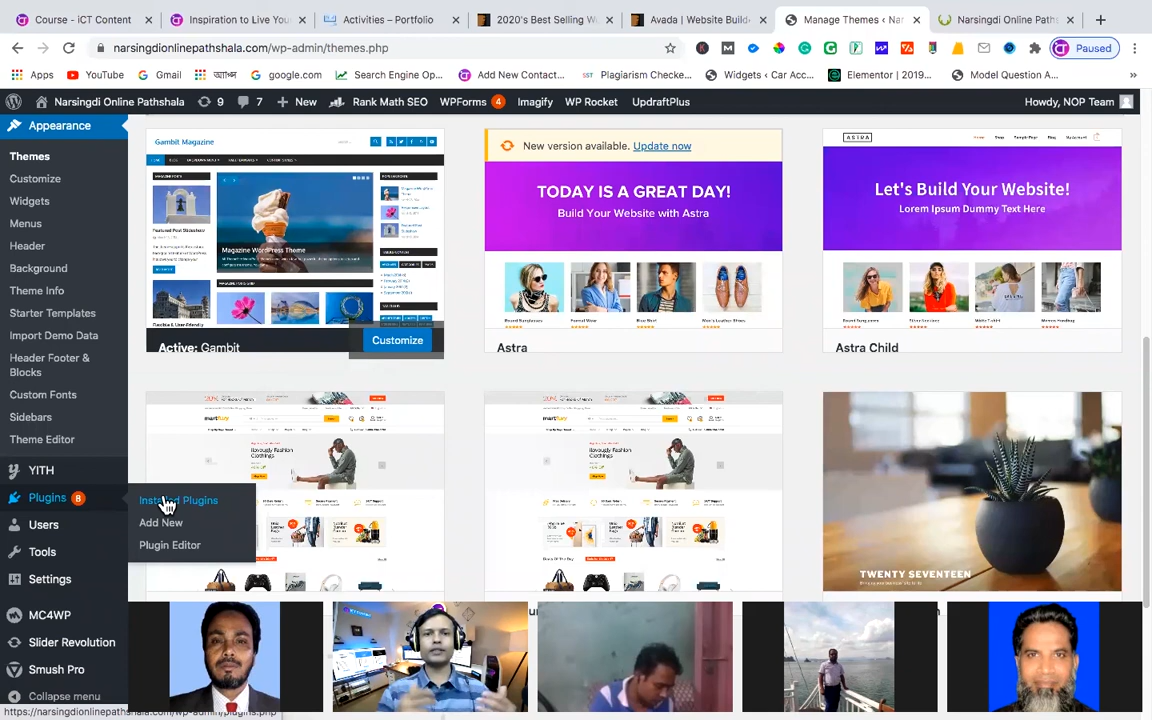 Course - iCT Content
Inspiration to Live Your
Activities – Portfolio
2020's Best Selling W
Avada | Website Builde
Manage Themes ‹ Nar
Narsingdi Online Paths
narsingdionlinepathshala.com/wp-admin/themes.php
Paused
Apps
YouTube
Gmail
google.com
Search Engine Op...
Add New Contact...
Plagiarism Checke...
Widgets ‹ Car Acc...
Elementor | 2019...
Model Question A...
Narsingdi Online Pathshala
9
7
New
Rank Math SEO
WPForms 4
Imagify
WP Rocket
UpdraftPlus
Howdy, NOP Team
Appearance
Themes
Customize
Widgets
Menus
Header
Background
Theme Info
Starter Templates
Import Demo Data
Header Footer &
Blocks
Custom Fonts
Sidebars
Theme Editor
YITH
Plugins 8
Users
Tools
Settings
MC4WP
Slider Revolution
Smush Pro
Collapse menu
Installed Plugins
Add New
Plugin Editor
Gambit Magazine
Magazine WordPress Theme
Active: Gambit
Customize
New version available. Update now
TODAY IS A GREAT DAY!
Build Your Website with Astra
Astra
ASTRA
Let's Build Your Website!
Lorem Ipsum Dummy Text Here
Astra Child
TWENTY SEVENTEEN
https://narsingdionlinepathshala.com/wp-admin/plugins.php